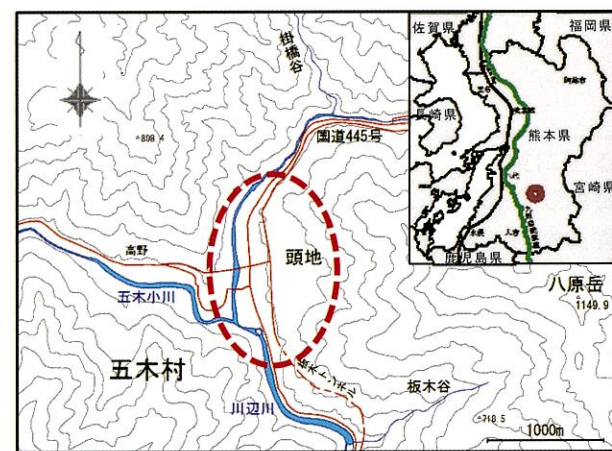 掛橋谷
898.4
国道445号
高野
頭地
五木小川
五木村
川辺川
板木トンネル
板木谷
718.5
八原岳
1149.9
1000m
佐賀県
福岡県
長崎県
熊本県
宮崎県
鹿児島県